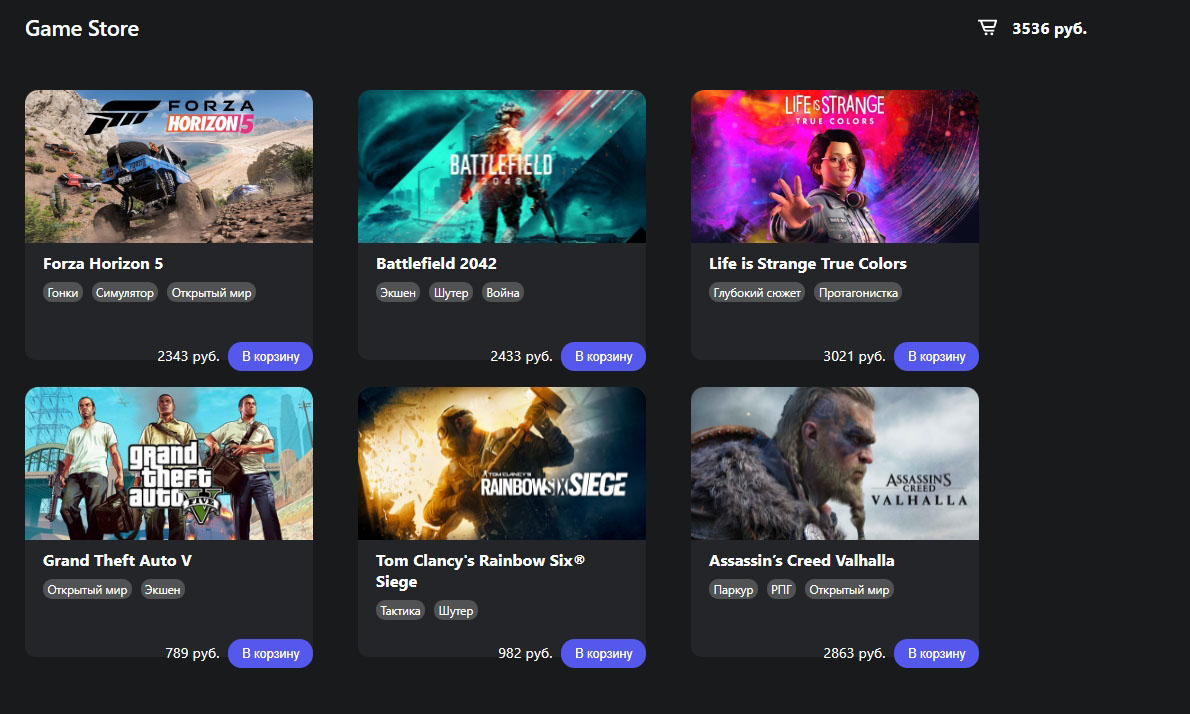 Game Store
3536 руб.
FORZA
HORIZON 5
BATTLEFIELD
2042
LIFE IS STRANGE
TRUE COLORS
Forza Horizon 5
Battlefield 2042
Life is Strange True Colors
Гонки Симулятор Открытый мир
Экшен Шутер Война
Глубокий сюжет Протагонистка
2343 руб. В корзину
2433 руб. В корзину
3021 руб. В корзину
grand
theft
auto V
FIVE
TOM CLANCY'S
RAINBOWSIX SIEGE
ASSASSIN'S
CREED
VALHALLA
Grand Theft Auto V
Tom Clancy's Rainbow Six®
Siege
Assassin’s Creed Valhalla
Открытый мир Экшен
Тактика Шутер
Паркур РПГ Открытый мир
789 руб. В корзину
982 руб. В корзину
2863 руб. В корзину